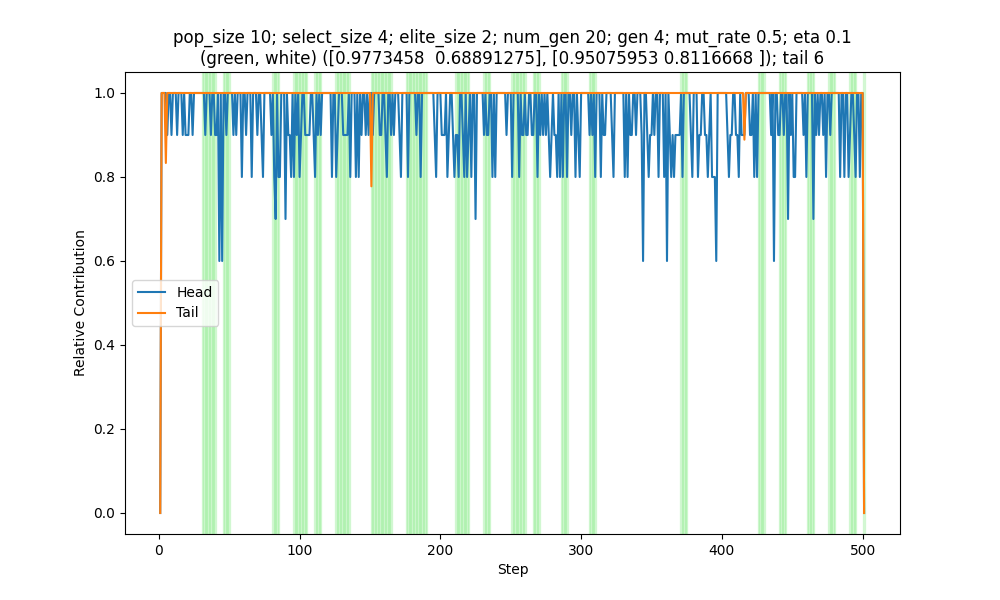 pop_size 10; select_size 4; elite_size 2; num_gen 20; gen 4; mut_rate 0.5; eta 0.1
(green, white) ([0.9773458  0.68891275], [0.95075953 0.8116668 ]); tail 6
1.0
0.8
0.6
0.4
0.2
0.0
Relative Contribution
Head
Tail
0
100
200
300
400
500
Step